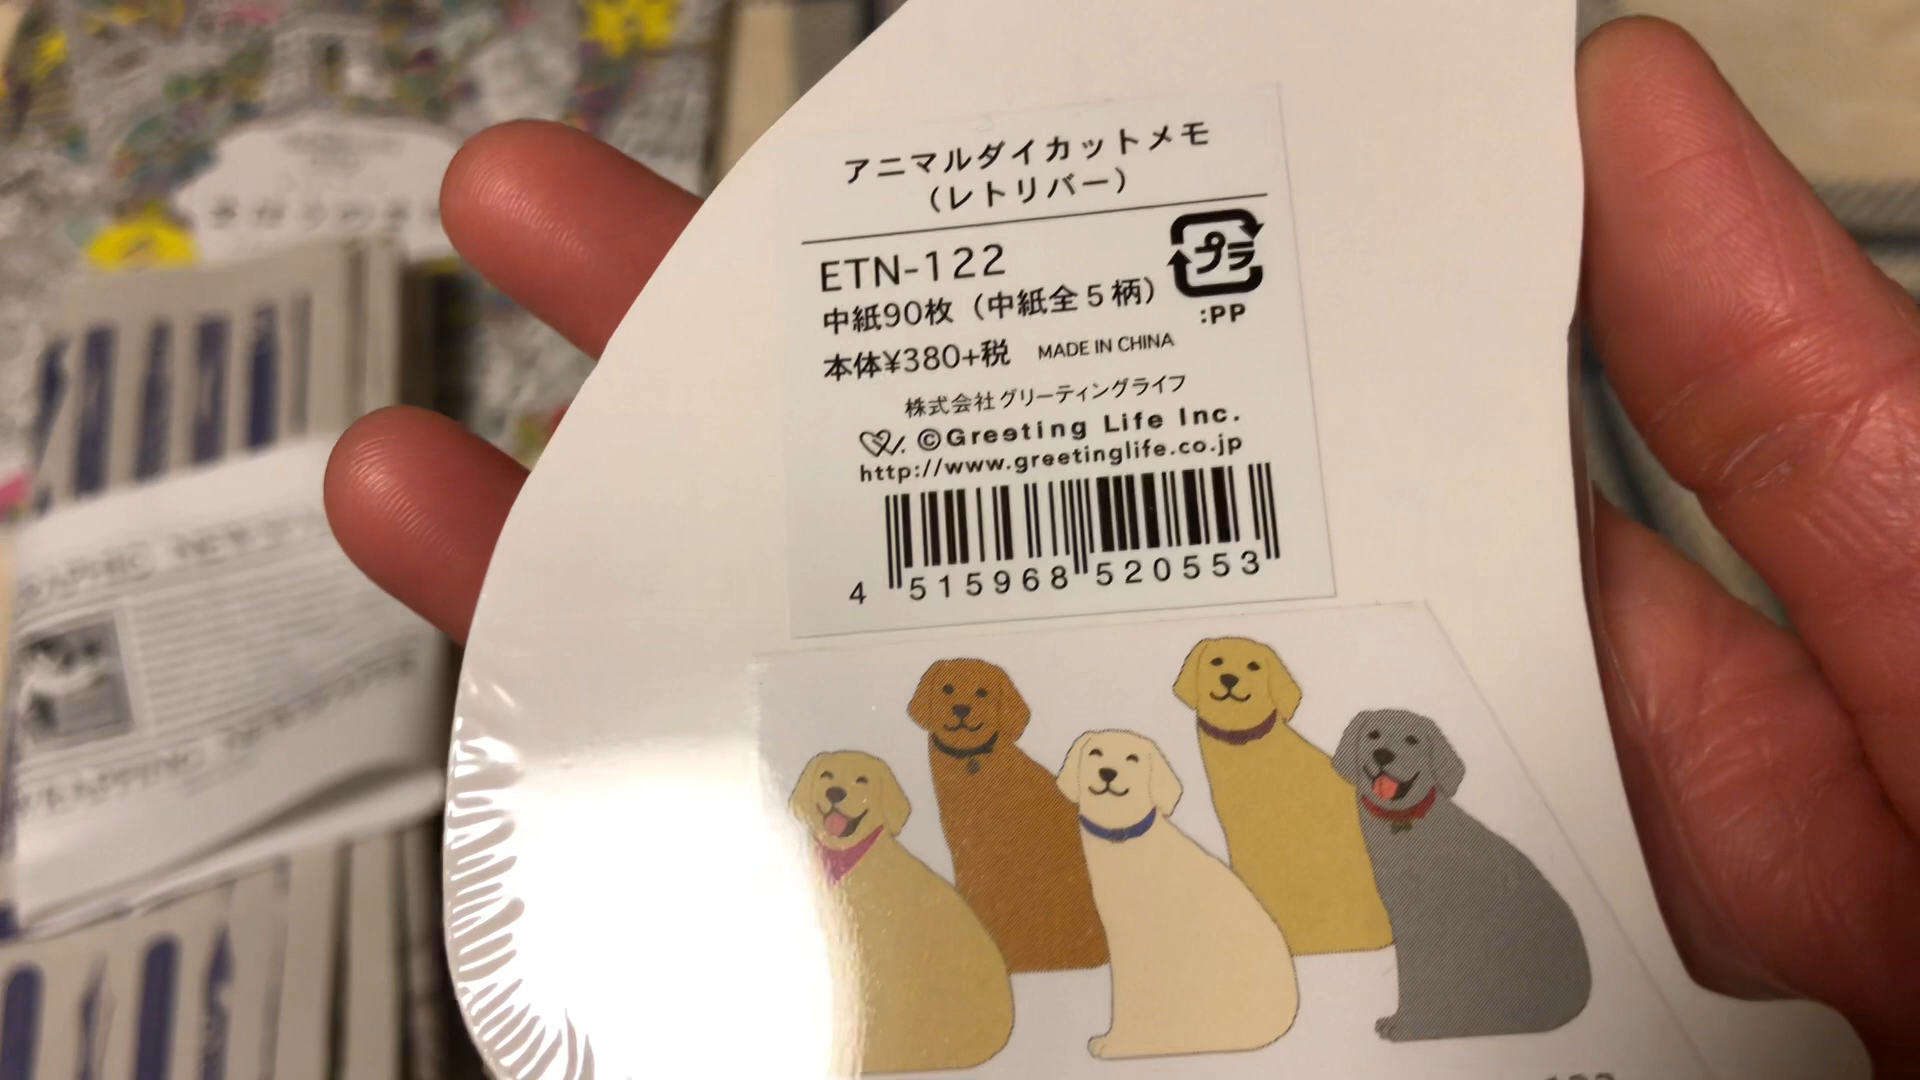 アニマルダイカットメモ
(レトリバー)
ETN-122
プラ
:PP
中紙90枚(中紙全5柄)
本体¥380+税 MADE IN CHINA
株式会社グリーティングライフ
©Greeting Life Inc.
http://www.greetinglife.co.jp
4 515968 520553